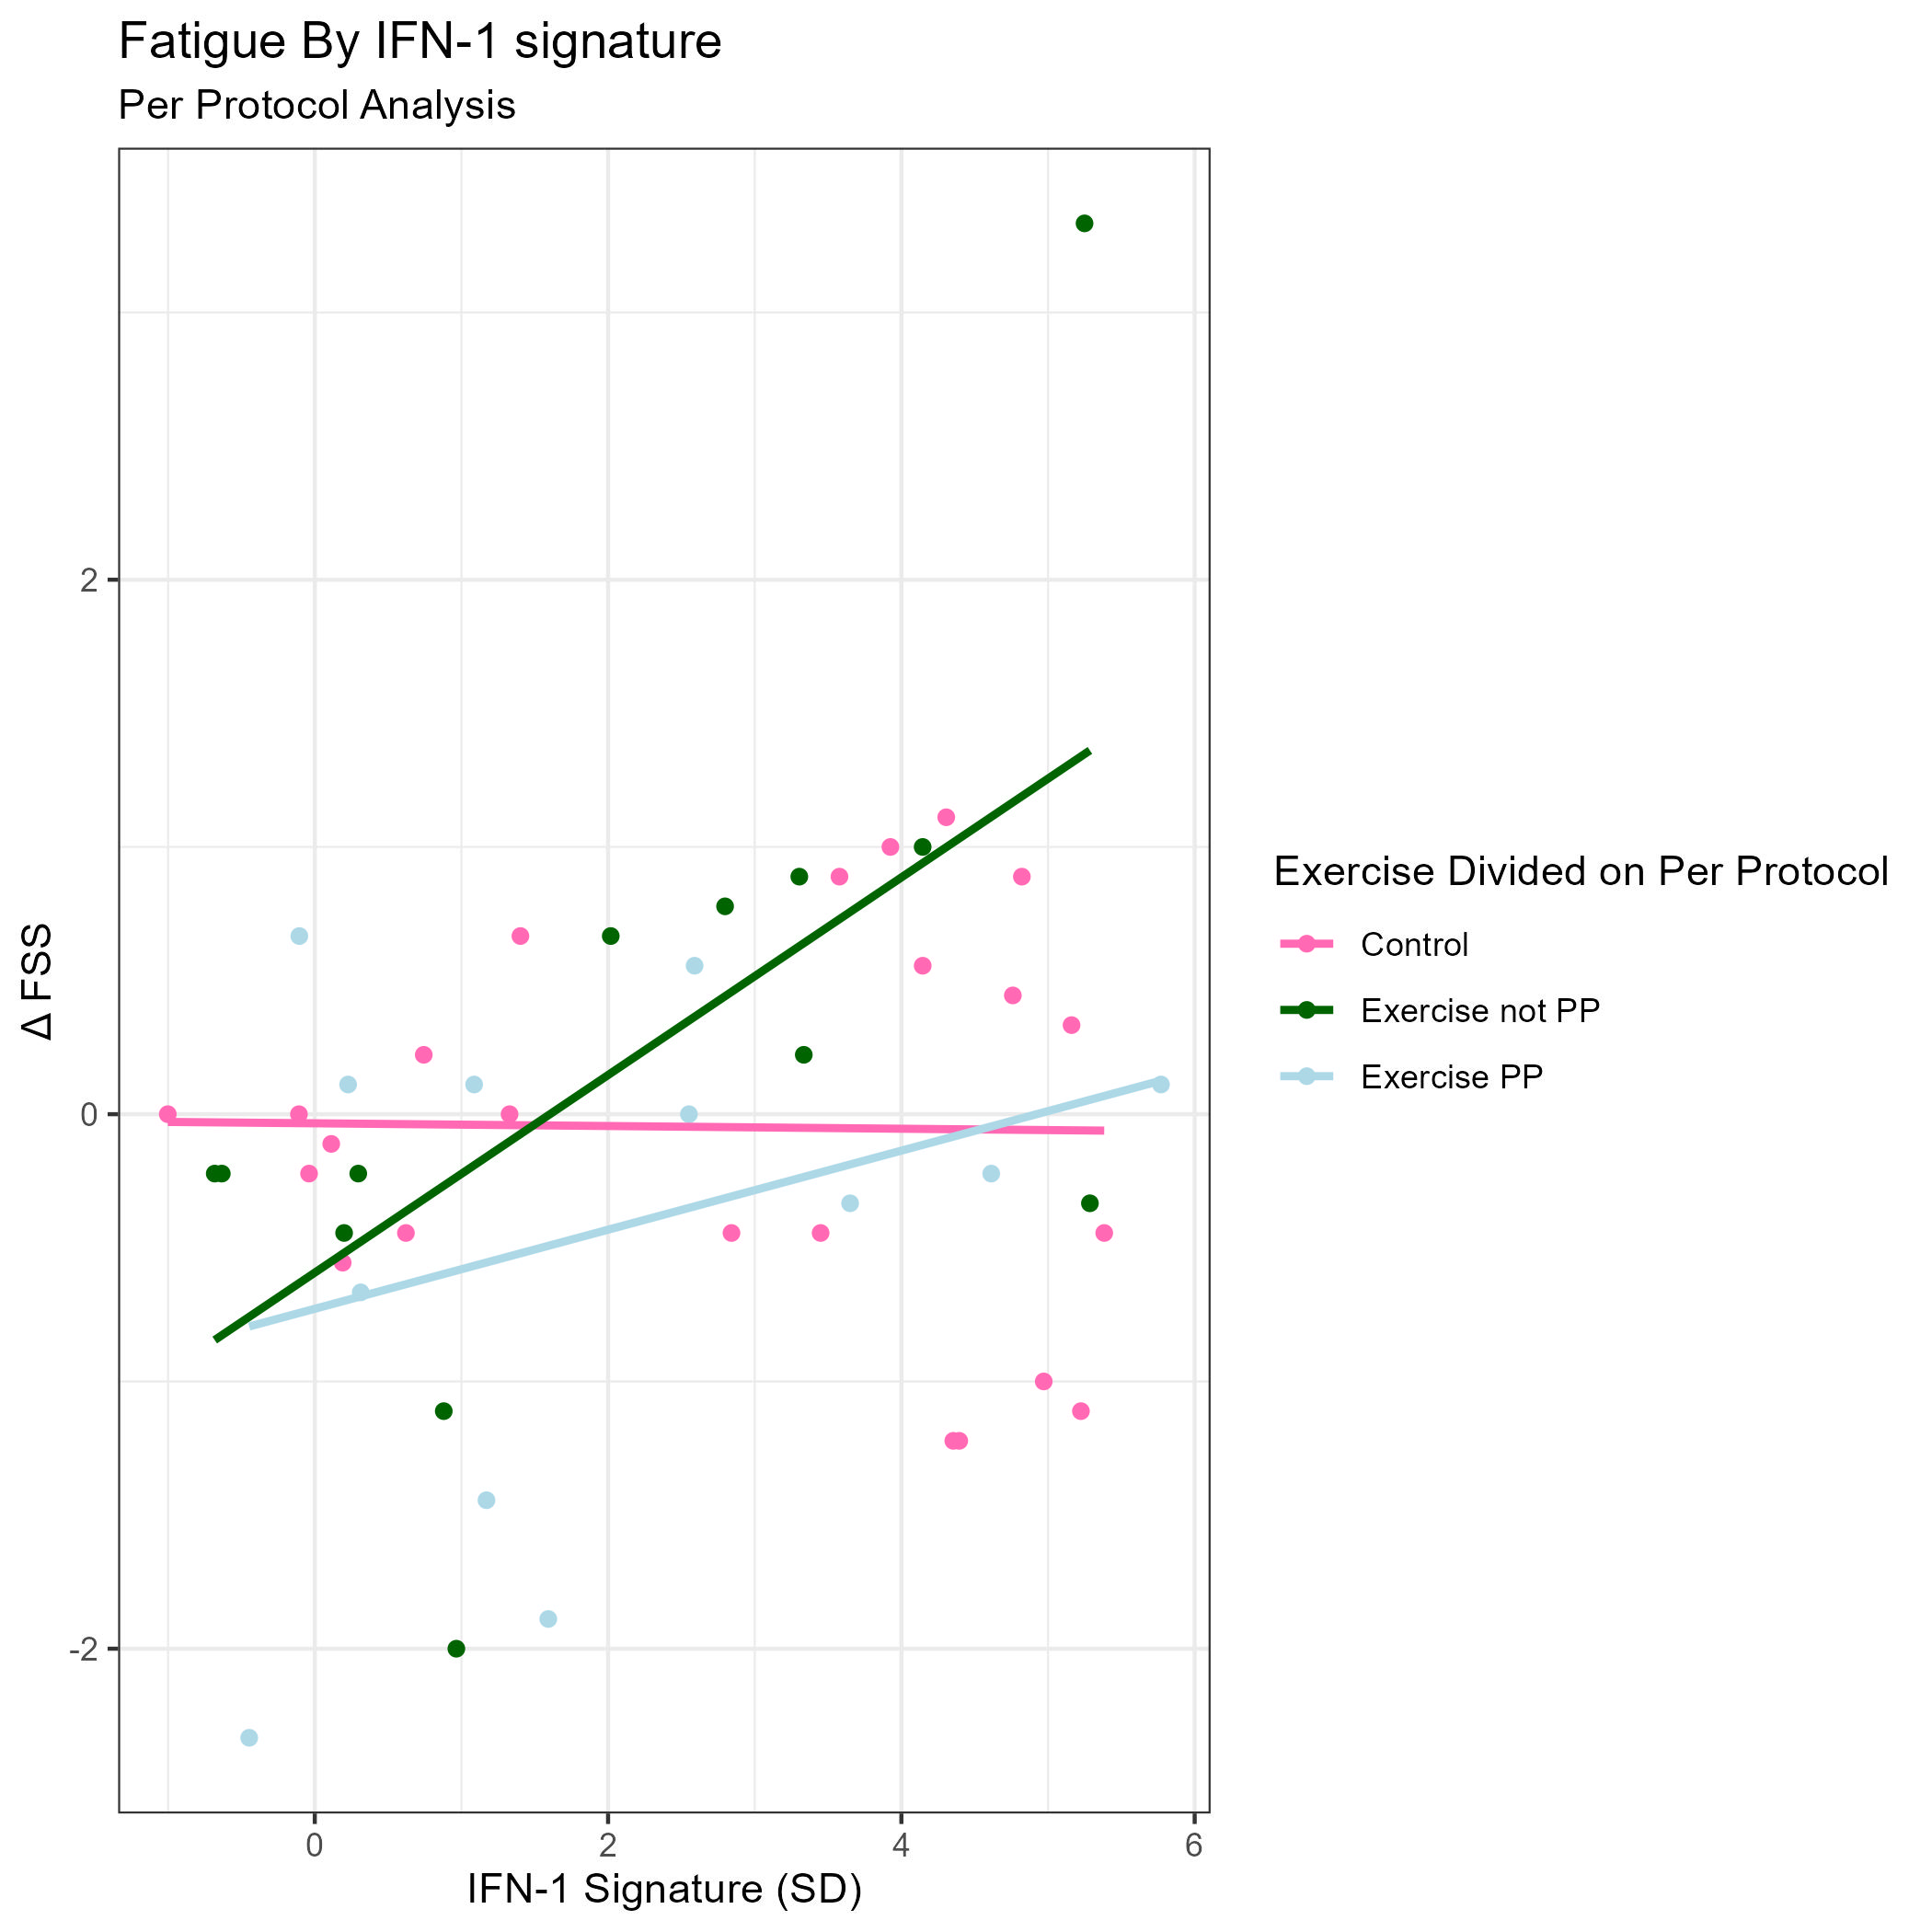 Fatigue By IFN-1 signature
Per Protocol Analysis
Δ FSS
2
0
-2
0 2 4 6
IFN-1 Signature (SD)
Exercise Divided on Per Protocol
Control
Exercise not PP
Exercise PP